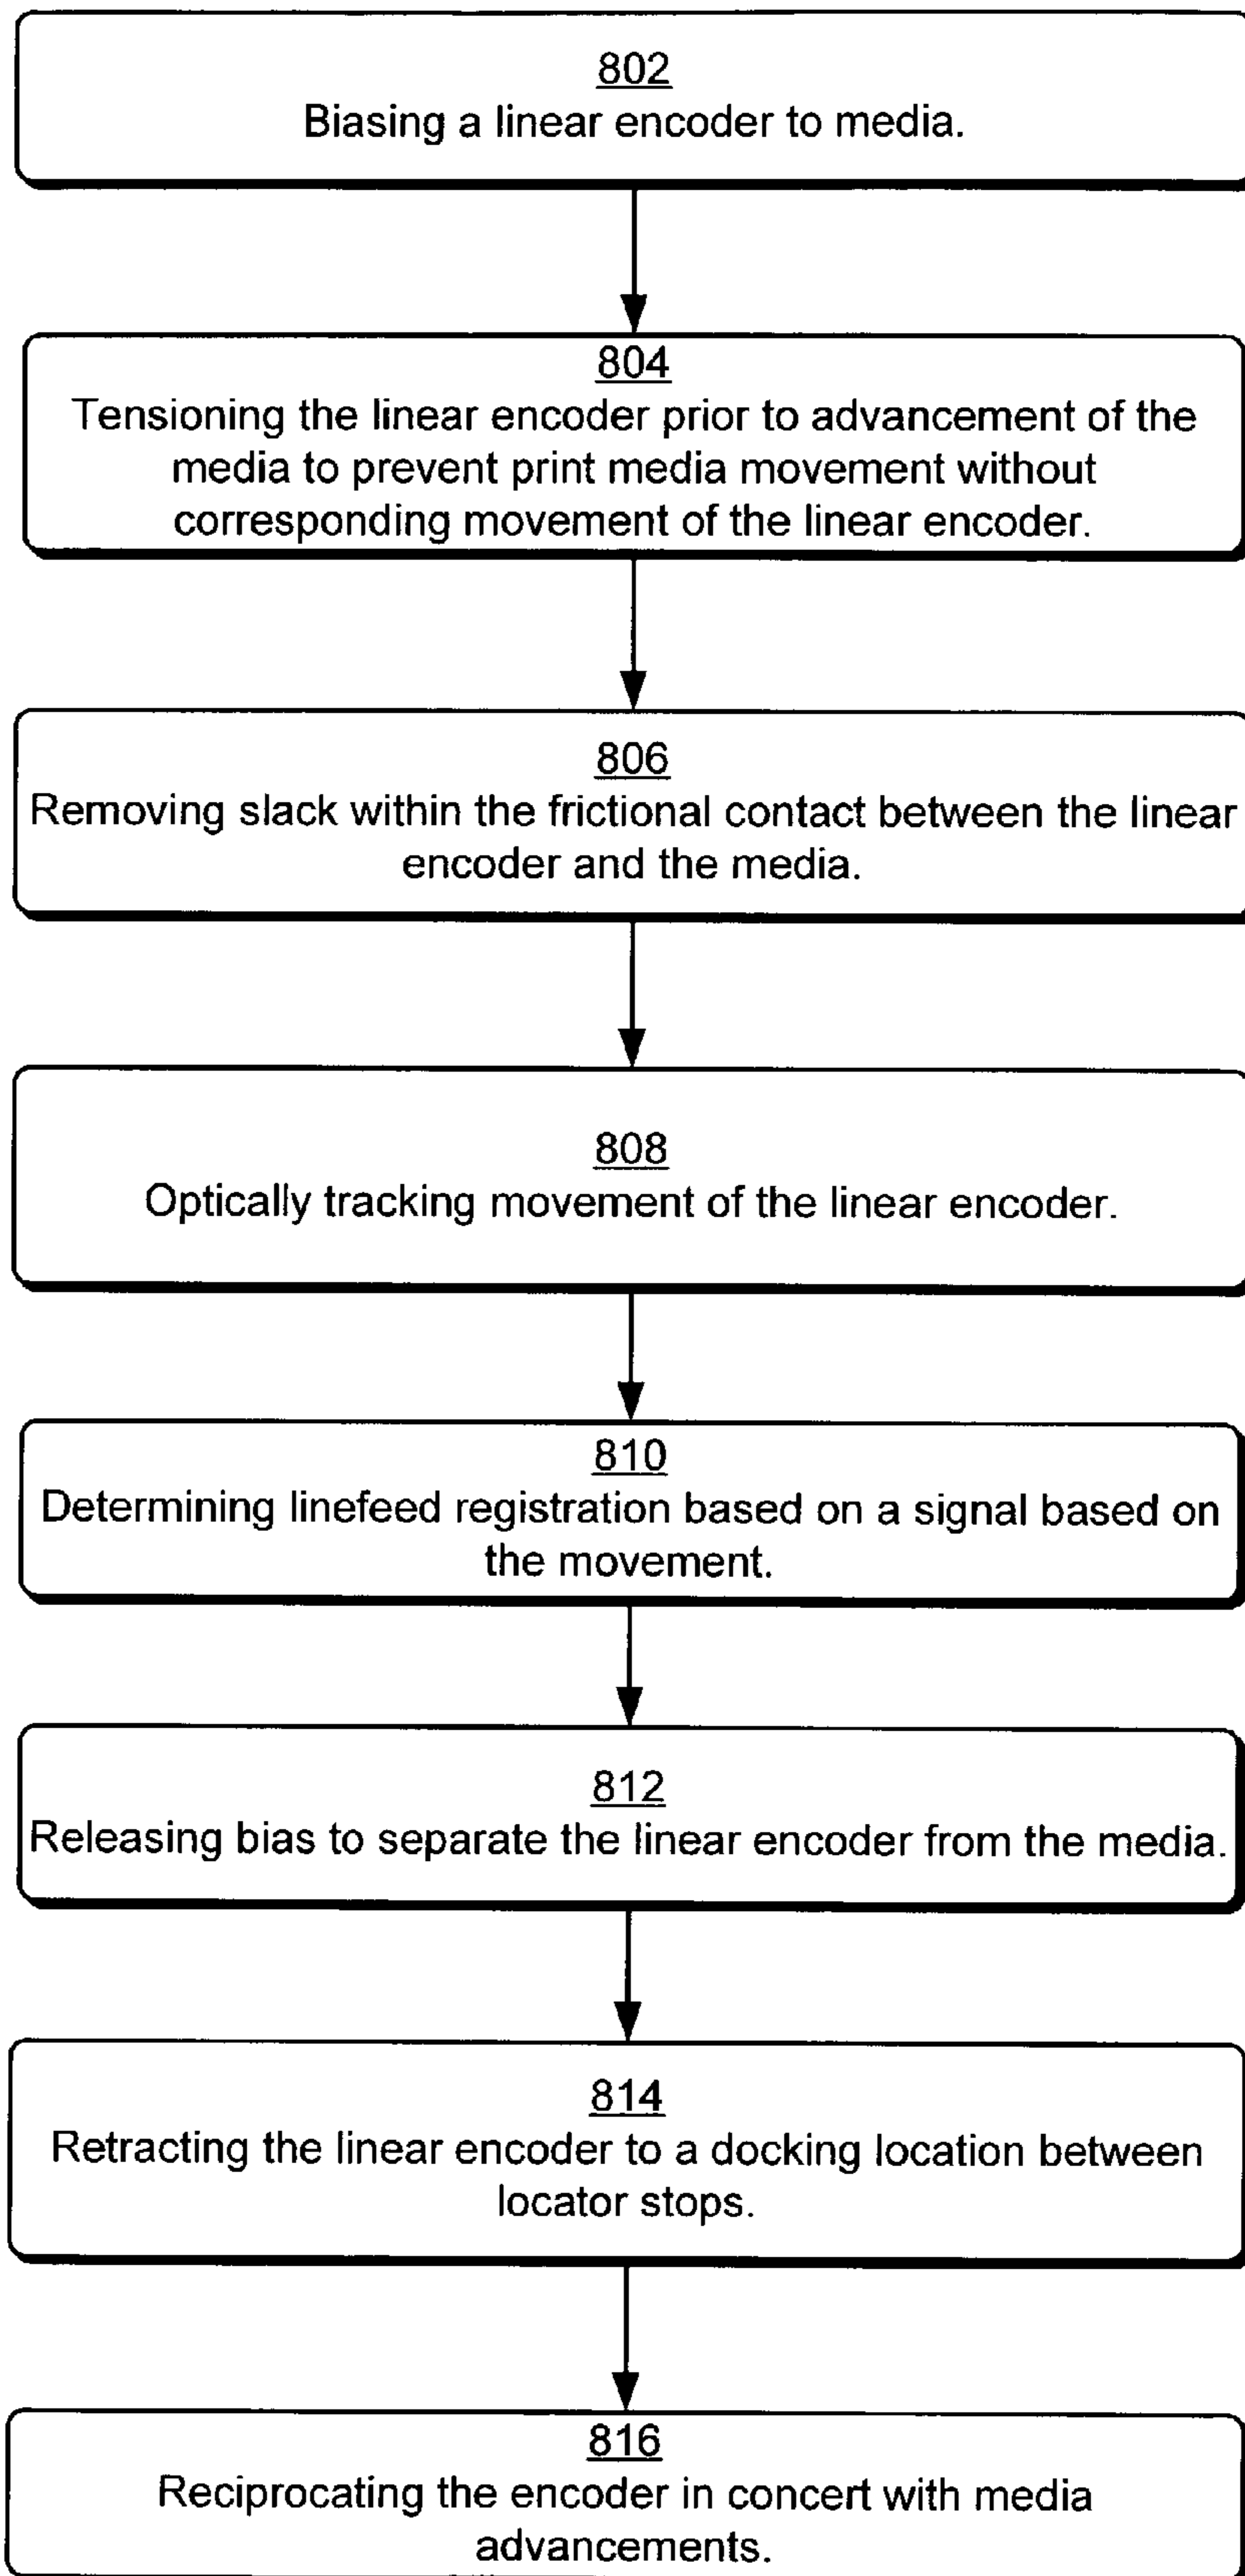 802
Biasing a linear encoder to media.
804
Tensioning the linear encoder prior to advancement of the
media to prevent print media movement without
corresponding movement of the linear encoder.
806
Removing slack within the frictional contact between the linear
encoder and the media.
808
Optically tracking movement of the linear encoder.
810
Determining linefeed registration based on a signal based on
the movement.
812
Releasing bias to separate the linear encoder from the media.
814
Retracting the linear encoder to a docking location between
locator stops.
816
Reciprocating the encoder in concert with media
advancements.